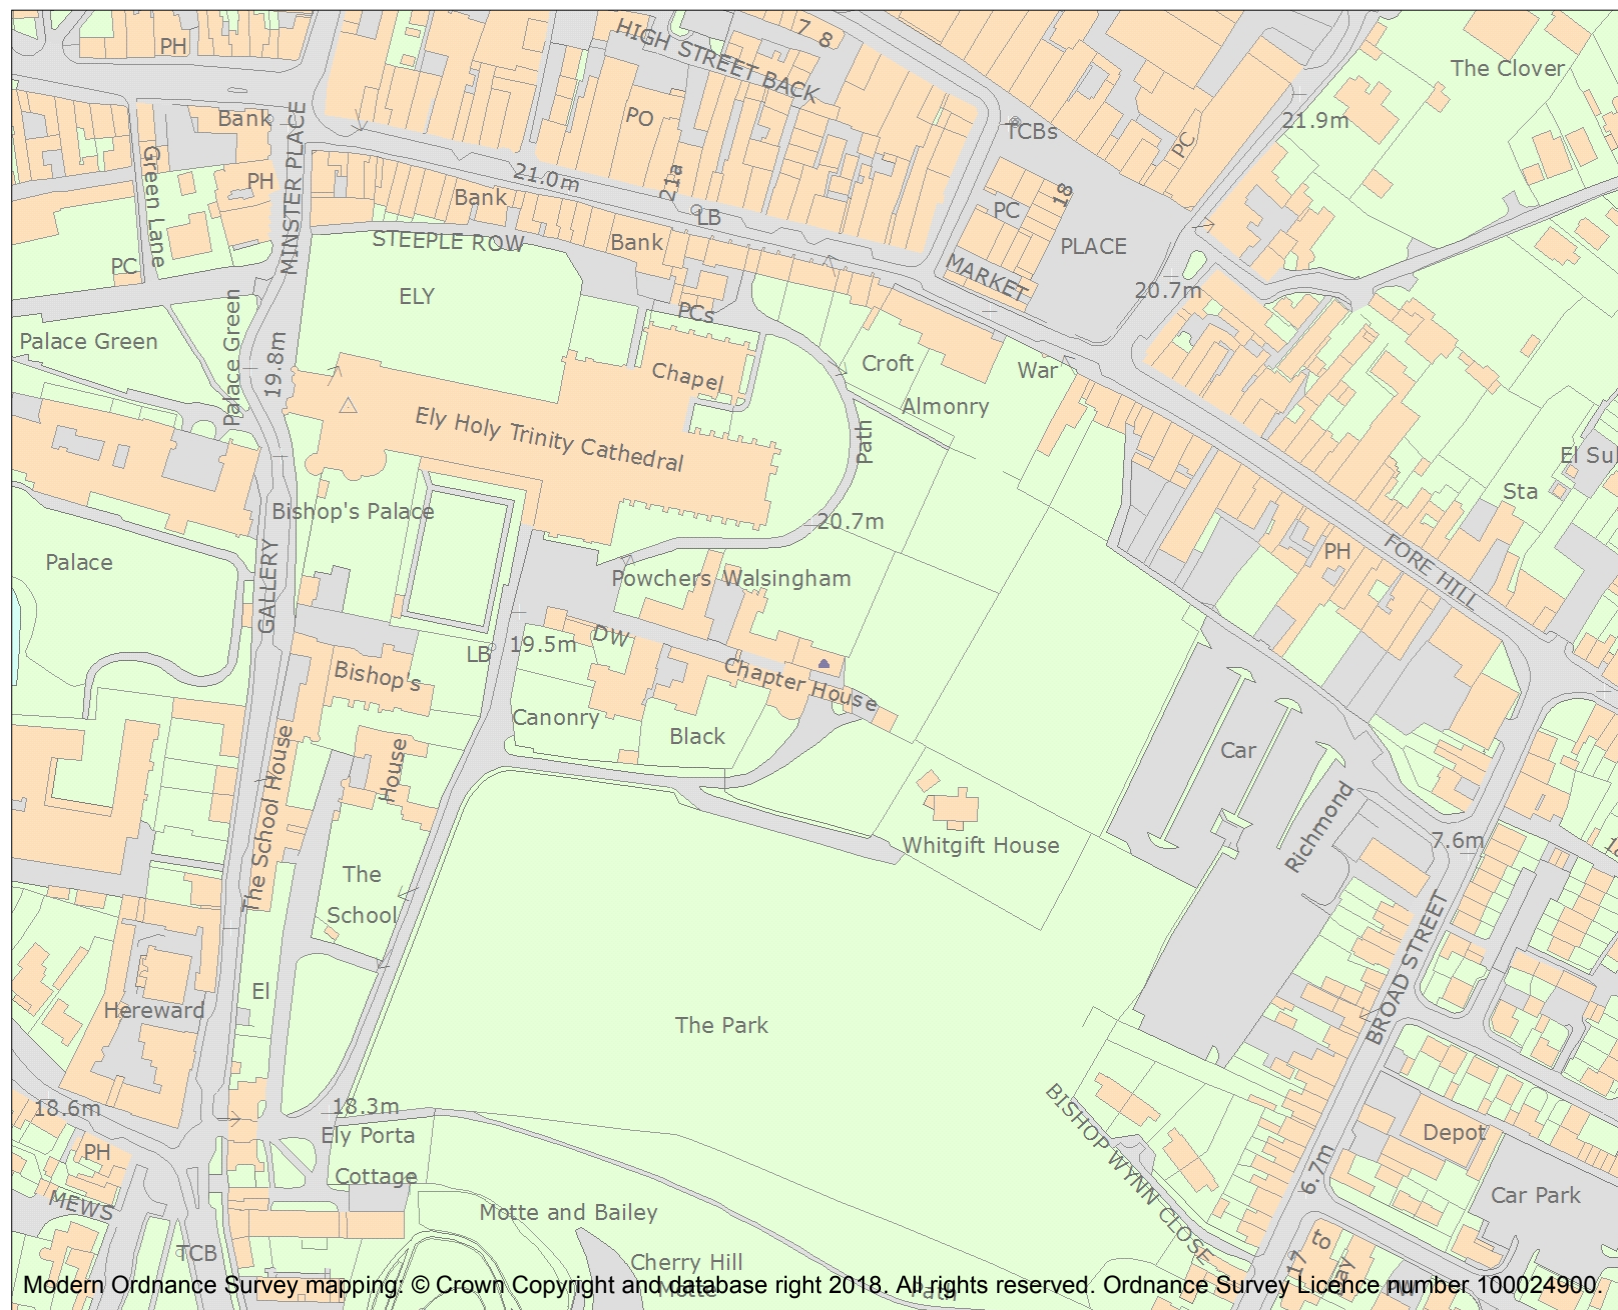 PH
HIGH STREET BACK
7 8
The Clover
Bank
MINSTER PLACE
PO
TCBs
21.9m
PC
Green Lane
PH
21.0m
21a
Bank
LB
18
PC
PLACE
STEEPLE ROW
Bank
MARKET
PC
ELY
20.7m
PCs
Palace Green
Palace Green
19.8m
Chapel
Croft
War
Almonry
Ely Holy Trinity Cathedral
Path
El Sub
Sta
Bishop's Palace
20.7m
FORE HILL
PH
Palace
GALLERY
Powchers
Walsingham
DW
19.5m
LB
Chapter House
Bishop's
Canonry
Black
Car
House
The School House
Richmond
Whitgift House
7.6m
The
School
BROAD STREET
El
Hereward
The Park
18.6m
18.3m
BISHOP WYNN CLOSE
Ely Porta
Cottage
PH
Depot
6.7m
MEWS
Car Park
Motte and Bailey
TCB
17 to
Cherry Hill
Motte
Path
Modern Ordnance Survey mapping: © Crown Copyright and database right 2018. All rights reserved. Ordnance Survey Licence number 100024900.